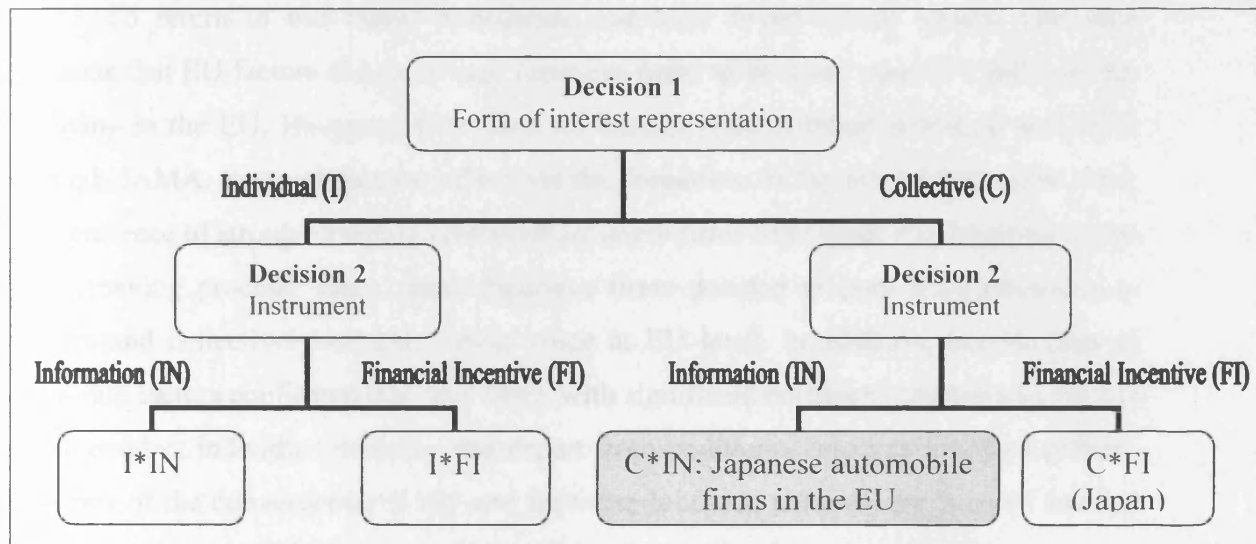 Decision 1
Form of interest representation
Individual (I)
Collective (C)
Decision 2
Instrument
Decision 2
Instrument
Information (IN)
Financial Incentive (FI)
Information (IN)
Financial Incentive (FI)
I*IN
I*FI
C*IN: Japanese automobile
firms in the EU
C*FI
(Japan)